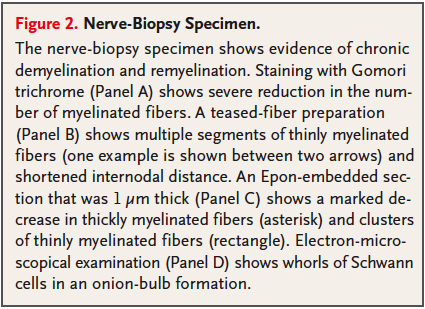 Figure 2. Nerve-Biopsy Specimen.
The nerve-biopsy specimen shows evidence of chronic
demyelination and remyelination. Staining with Gomori
trichrome (Panel A) shows severe reduction in the num-
ber of myelinated fibers. A teased-fiber preparation
(Panel B) shows multiple segments of thinly myelinated
fibers (one example is shown between two arrows) and
shortened internodal distance. An Epon-embedded sec-
tion that was 1 μm thick (Panel C) shows a marked de-
crease in thickly myelinated fibers (asterisk) and clusters
of thinly myelinated fibers (rectangle). Electron-micro-
scopical examination (Panel D) shows whorls of Schwann
cells in an onion-bulb formation.